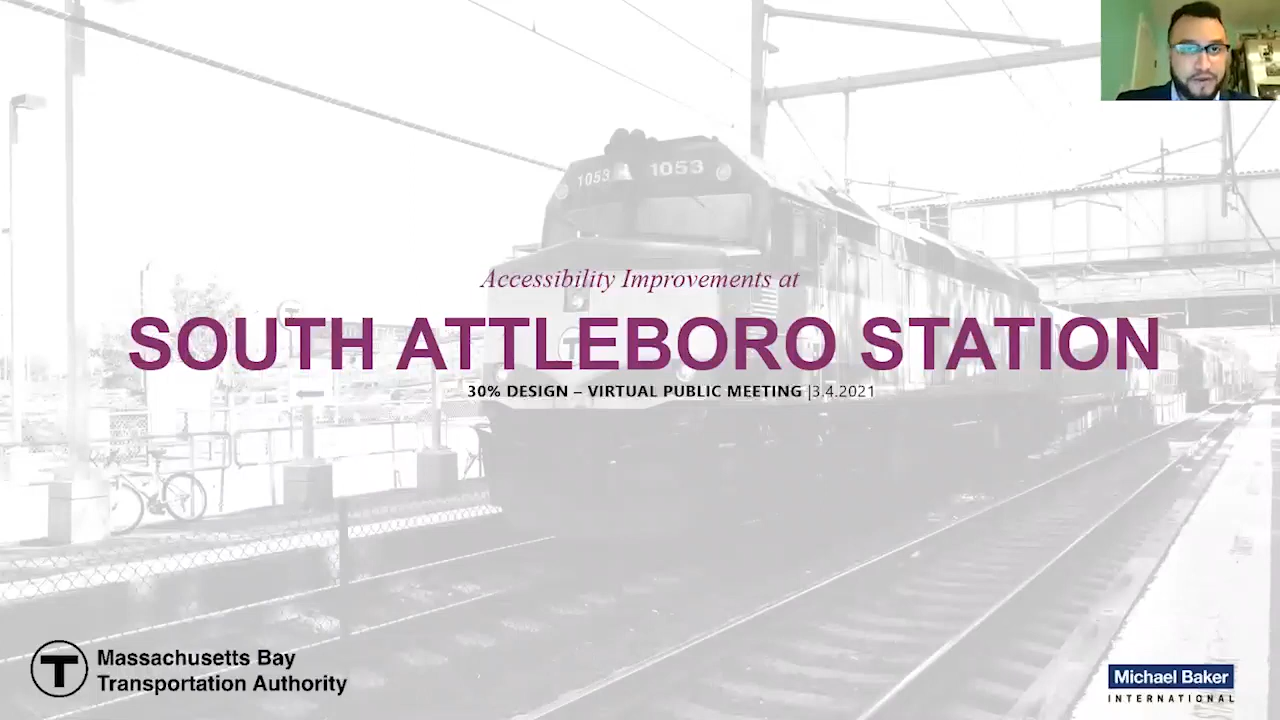 1053
1053
Accessibility Improvements at
SOUTH ATTLEBORO STATION
30% DESIGN – VIRTUAL PUBLIC MEETING |3.4.2021
T
Massachusetts Bay
Transportation Authority
Michael Baker
INTERNATIONAL